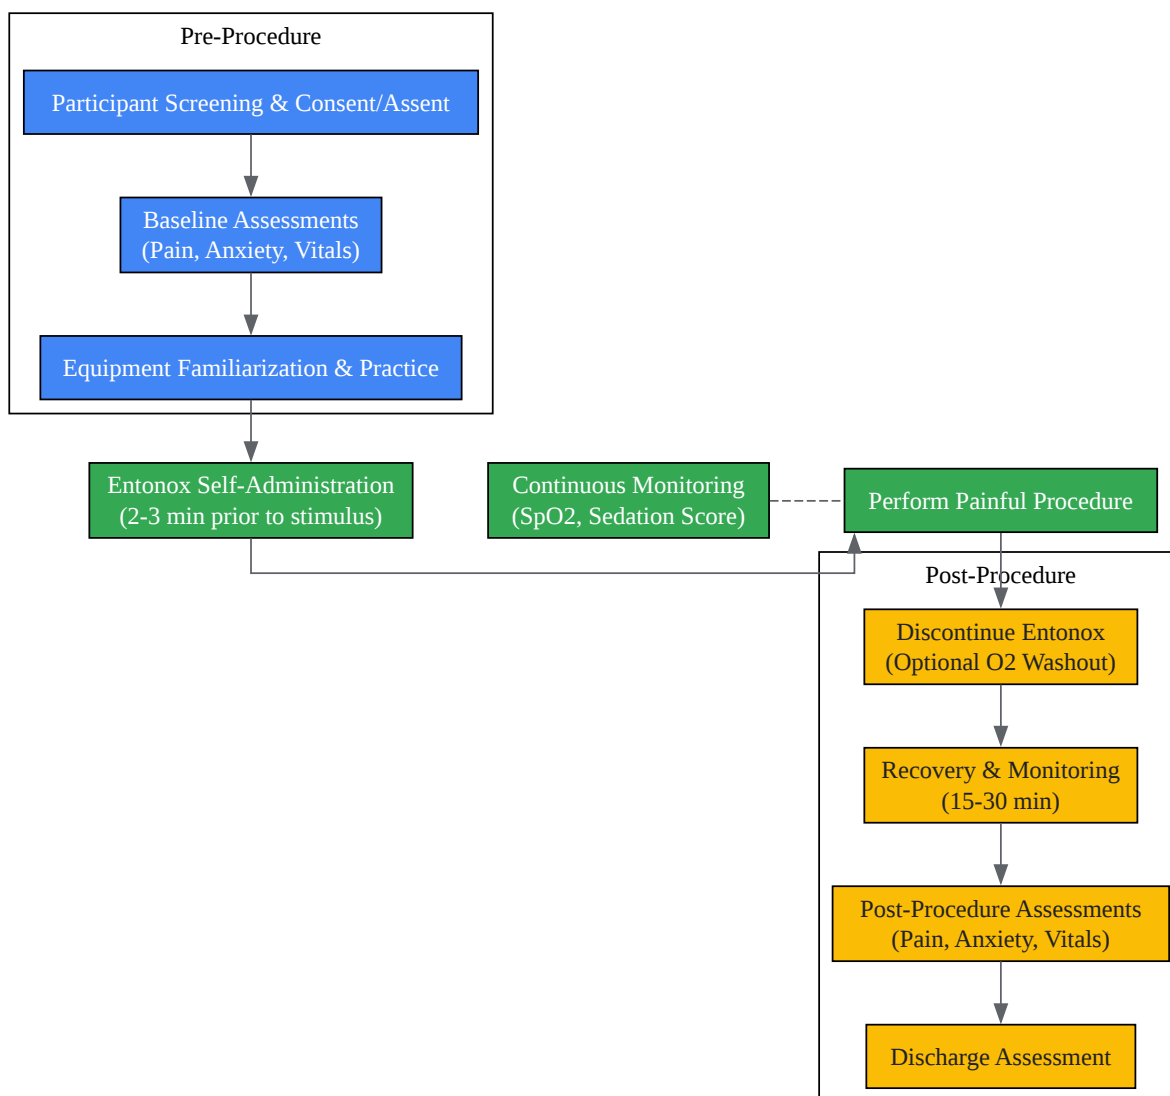 Pre-Procedure
Participant Screening & Consent/Assent
Baseline Assessments
(Pain, Anxiety, Vitals)
Equipment Familiarization & Practice
Entonox Self-Administration
(2-3 min prior to stimulus)
Continuous Monitoring
(SpO2, Sedation Score)
Perform Painful Procedure
Post-Procedure
Discontinue Entonox
(Optional O2 Washout)
Recovery & Monitoring
(15-30 min)
Post-Procedure Assessments
(Pain, Anxiety, Vitals)
Discharge Assessment